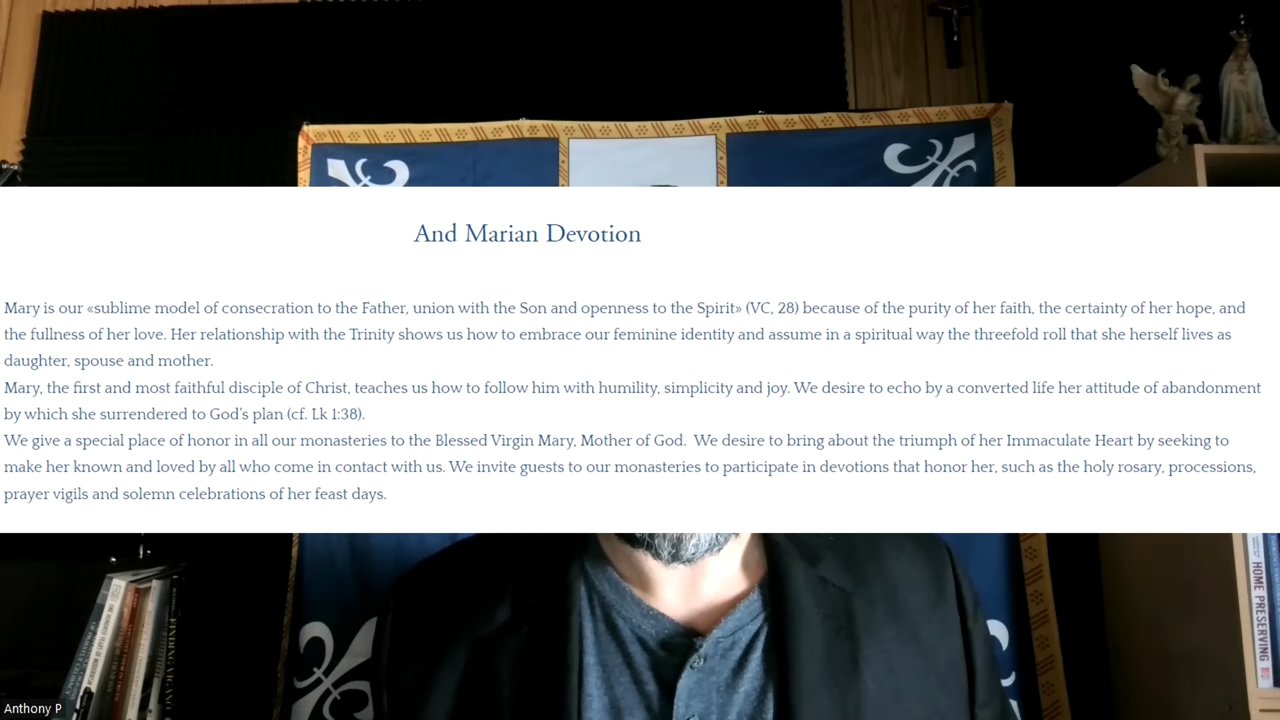 And Marian Devotion
Mary is our «sublime model of consecration to the Father, union with the Son and openness to the Spirit» (VC, 28) because of the purity of her faith, the certainty of her hope, and
the fullness of her love. Her relationship with the Trinity shows us how to embrace our feminine identity and assume in a spiritual way the threefold roll that she herself lives as
daughter, spouse and mother.
Mary, the first and most faithful disciple of Christ, teaches us how to follow him with humility, simplicity and joy. We desire to echo by a converted life her attitude of abandonment
by which she surrendered to God's plan (cf. Lk 1:38).
We give a special place of honor in all our monasteries to the Blessed Virgin Mary, Mother of God. We desire to bring about the triumph of her Immaculate Heart by seeking to
make her known and loved by all who come in contact with us. We invite guests to our monasteries to participate in devotions that honor her, such as the holy rosary, processions,
prayer vigils and solemn celebrations of her feast days.
HOME PRESERVING
Anthony P